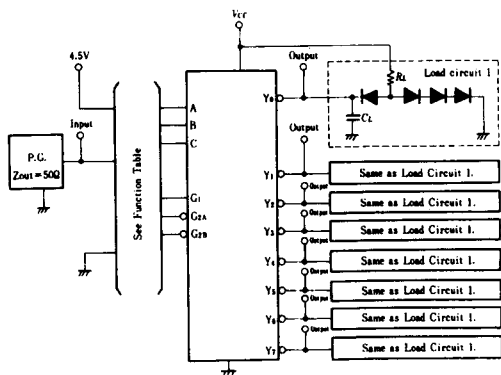 Vcc
4.5V
Output
RL
Load circuit 1
Input
A
Y0
B
C
CL
Output
P.G.
Zout = 50Ω
See Function Table
Y1
Same as Load Circuit 1.
Output
G1
Y2
Same as Load Circuit 1.
Output
G2A
Y3
Same as Load Circuit 1.
Output
G2B
Y4
Same as Load Circuit 1.
Output
Y5
Same as Load Circuit 1.
Output
Y6
Same as Load Circuit 1.
Output
Y7
Same as Load Circuit 1.